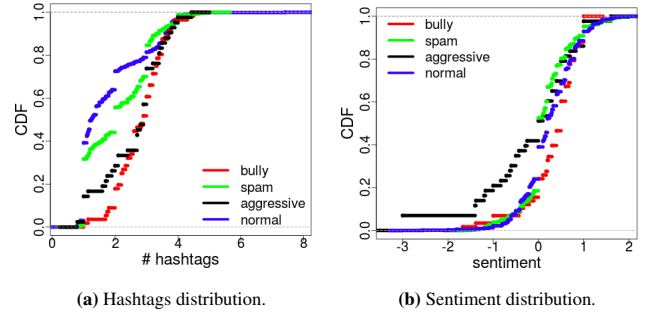 CDF
0.0 0.2 0.4 0.6 0.8 1.0
bully
spam
aggressive
normal
0 2 4 6 8
# hashtags
(a) Hashtags distribution.
CDF
0.0 0.2 0.4 0.6 0.8 1.0
bully
spam
aggressive
normal
-3 -2 -1 0 1 2
sentiment
(b) Sentiment distribution.